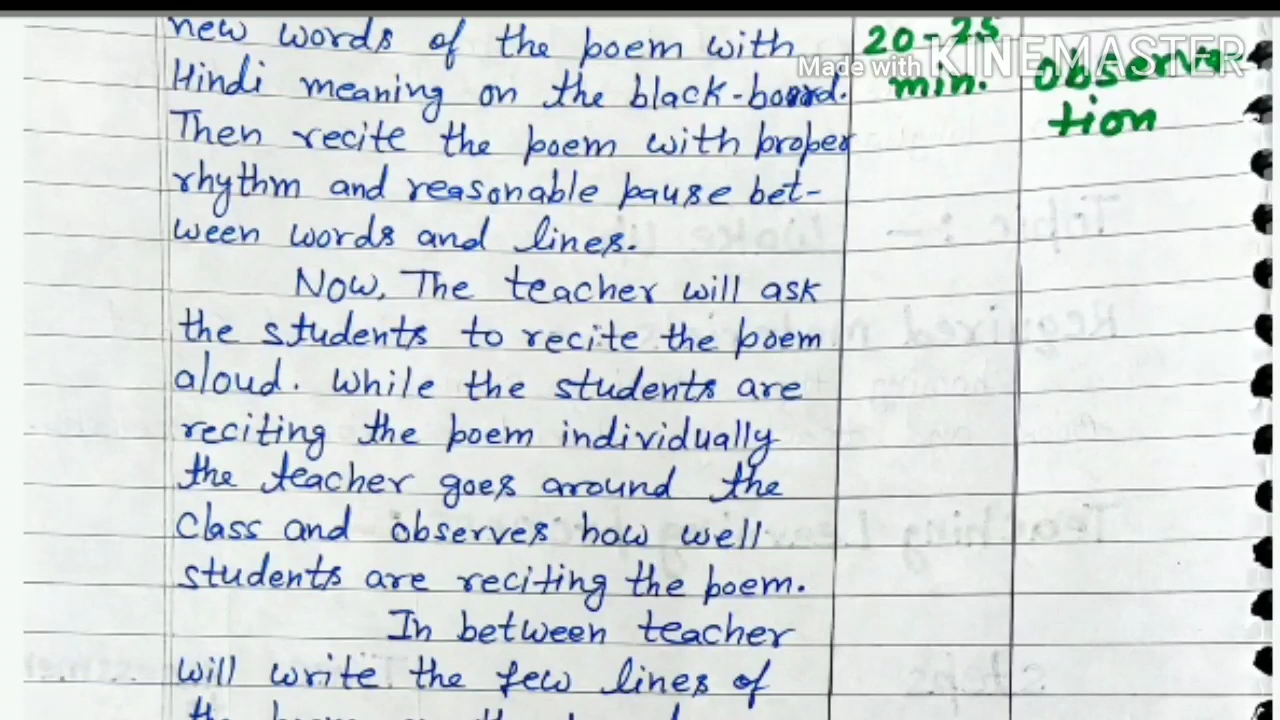 new words of the poem with
Hindi meaning on the black-board.
Then recite the poem with proper
rhythm and reasonable pause bet-
ween words and lines.
Now, The teacher will ask
the students to recite the poem
aloud. While the students are
reciting the poem individually
the teacher goes around the
Class and observes how well
students are reciting the poem.
In between teacher
will write the few lines of
the poem on the
20-25
min.
Observa
tion
Made with KINEMASTER